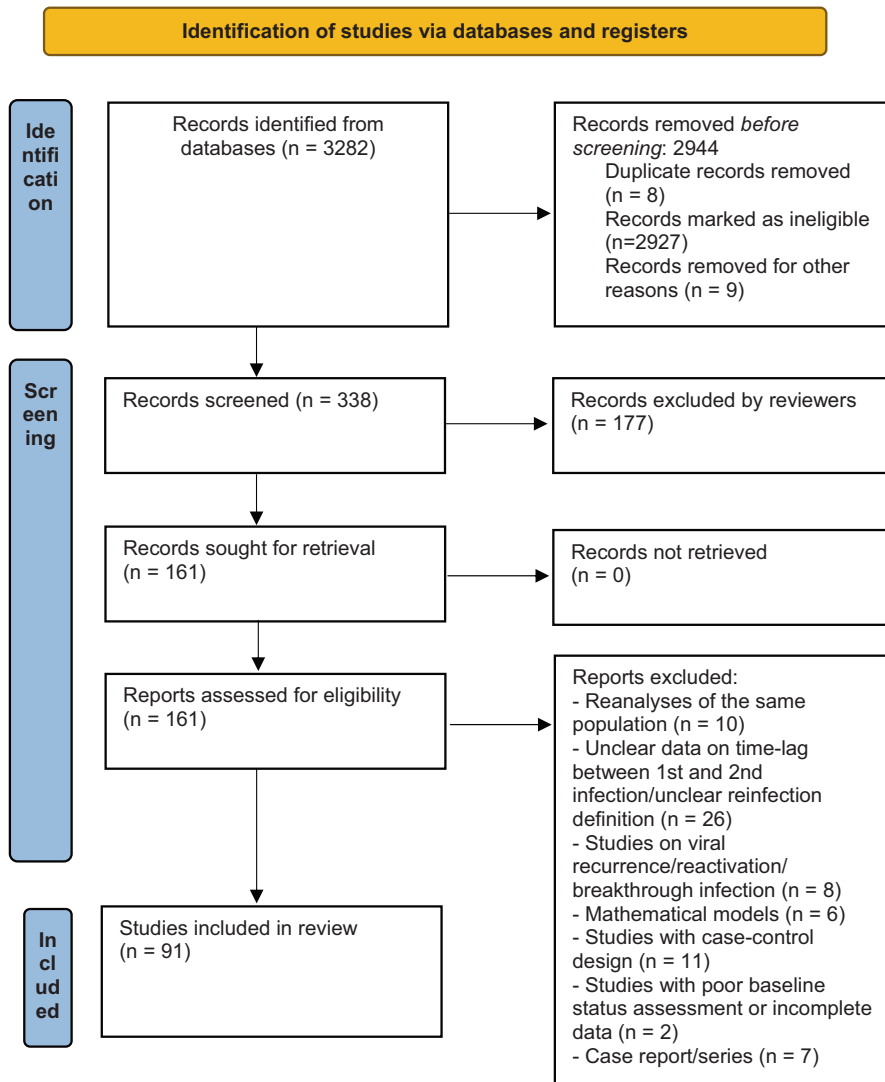 Identification of studies via databases and registers
Ide
ntifi
cati
on
Records identified from
databases (n = 3282)
Records removed before
screening: 2944
Duplicate records removed
(n = 8)
Records marked as ineligible
(n=2927)
Records removed for other
reasons (n = 9)
Scr
een
ing
Records screened (n = 338)
Records excluded by reviewers
(n = 177)
Records sought for retrieval
(n = 161)
Records not retrieved
(n = 0)
Reports assessed for eligibility
(n = 161)
Reports excluded:
- Reanalyses of the same
population (n = 10)
- Unclear data on time-lag
between 1st and 2nd
infection/unclear reinfection
definition (n = 26)
- Studies on viral
recurrence/reactivation/
breakthrough infection (n = 8)
- Mathematical models (n = 6)
- Studies with case-control
design (n = 11)
- Studies with poor baseline
status assessment or incomplete
data (n = 2)
- Case report/series (n = 7)
In
cl
ud
ed
Studies included in review
(n = 91)